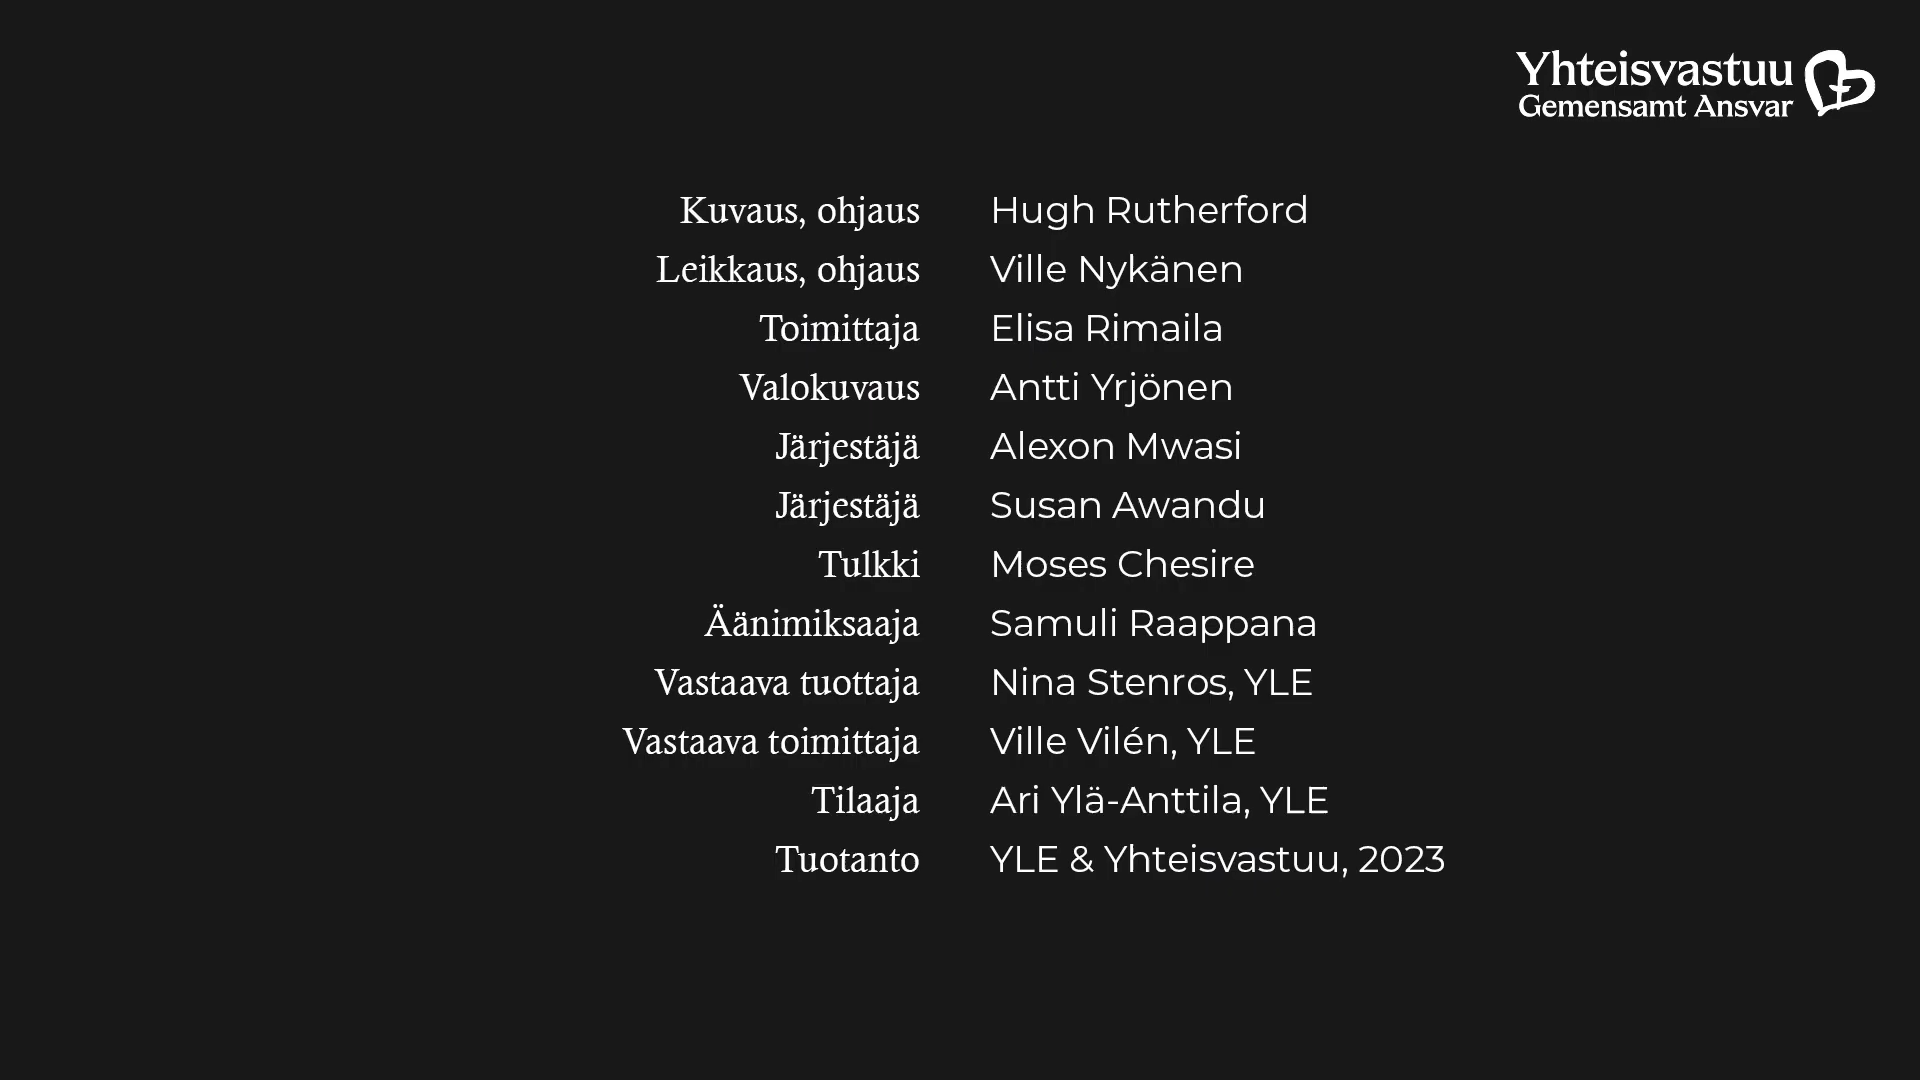 Yhteisvastuu
Gemensamt Ansvar
Kuvaus, ohjaus Hugh Rutherford
Leikkaus, ohjaus Ville Nykänen
Toimittaja Elisa Rimaila
Valokuvaus Antti Yrjönen
Järjestäjä Alexon Mwasi
Järjestäjä Susan Awandu
Tulkki Moses Chesire
Äänimiksaaja Samuli Raappana
Vastaava tuottaja Nina Stenros, YLE
Vastaava toimittaja Ville Vilén, YLE
Tilaaja Ari Ylä-Anttila, YLE
Tuotanto YLE & Yhteisvastuu, 2023